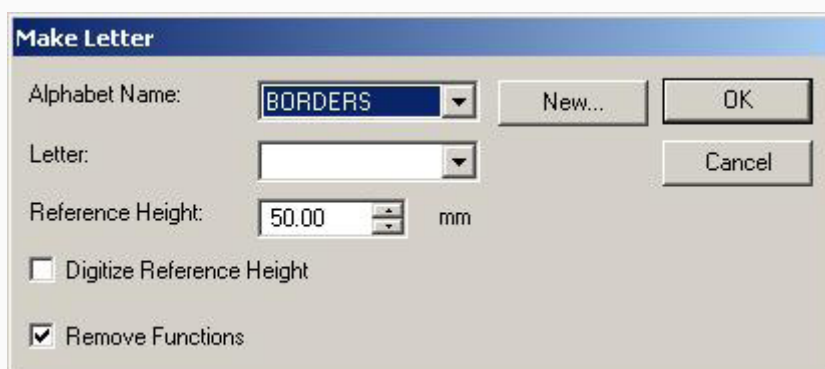 Make Letter
Alphabet Name: BORDERS New... OK
Letter: Cancel
Reference Height: 50.00 mm
Digitize Reference Height
Remove Functions